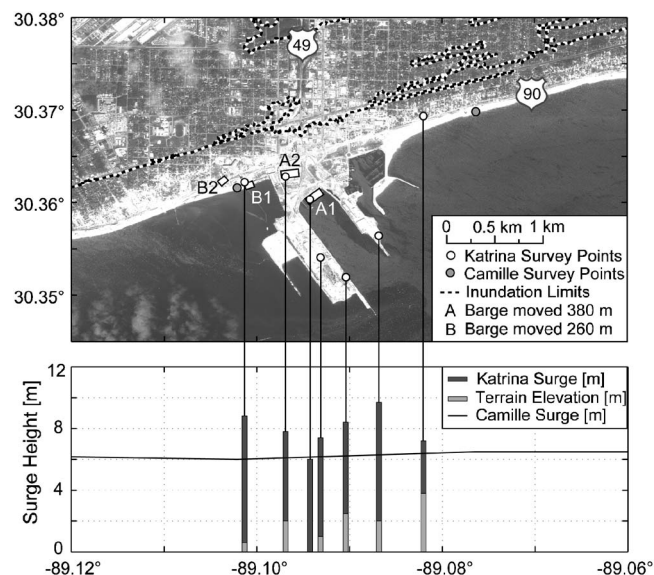 30.38°
49
30.37°
90
A2
B2
B1
A1
30.36°
30.35°
0 0.5 km 1 km
Katrina Survey Points
Camille Survey Points
Inundation Limits
A Barge moved 380 m
B Barge moved 260 m
Surge Height [m]
12
8
4
0
Katrina Surge [m]
Terrain Elevation [m]
Camille Surge [m]
-89.12° -89.10° -89.08° -89.06°